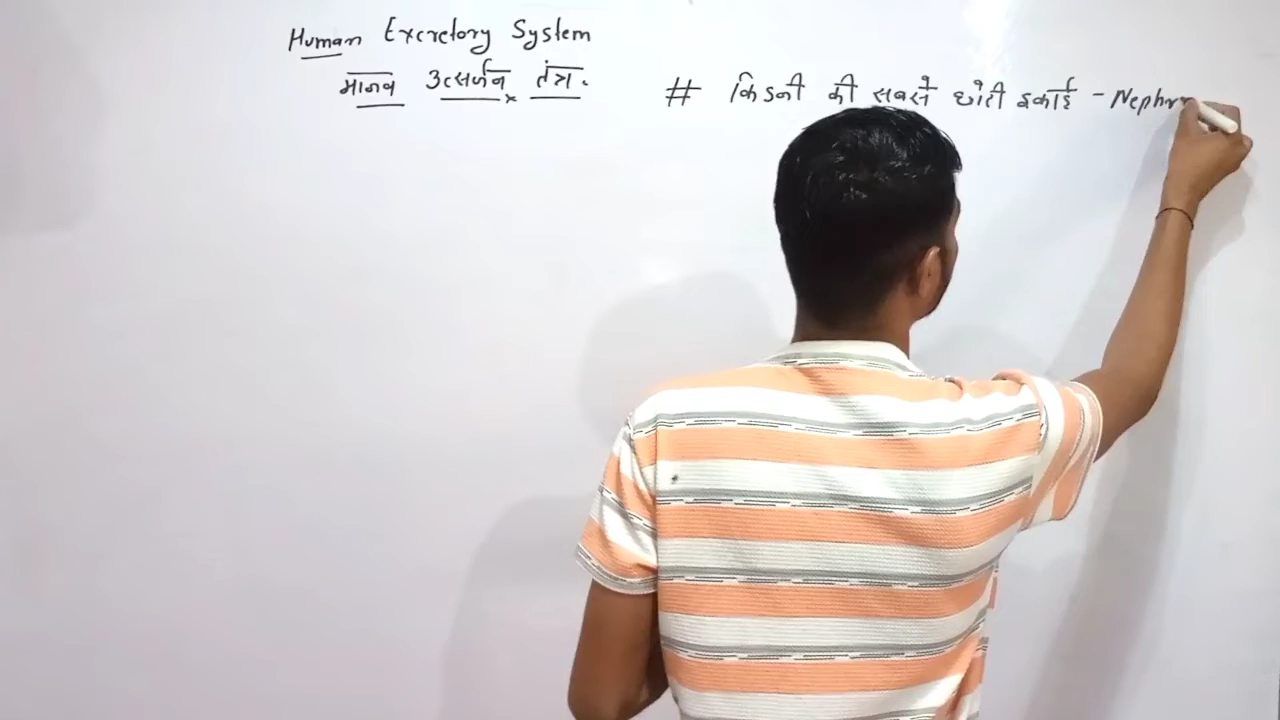 Human Excretory System
मानव उत्सर्जन तंत्र.
# किडनी की सबसे छोटी इकाई - Nephr